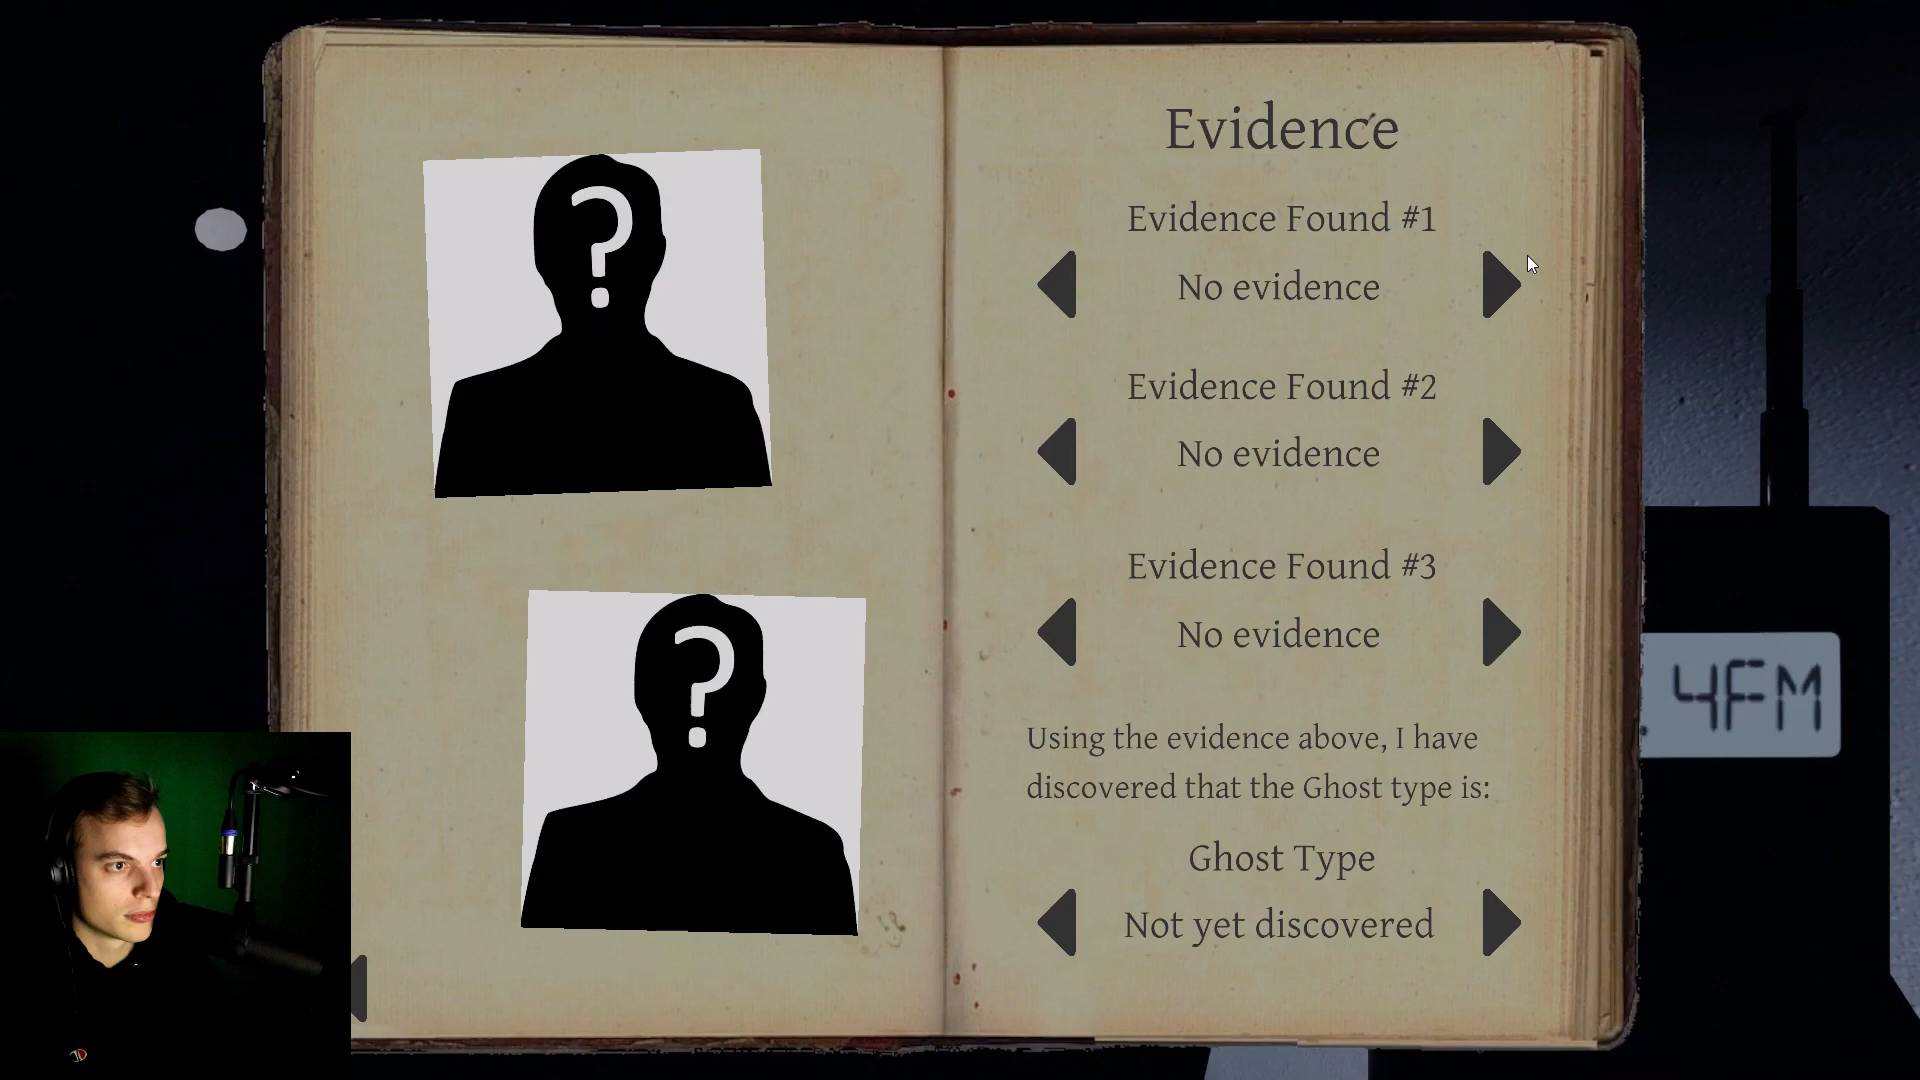 Evidence
Evidence Found #1
No evidence
Evidence Found #2
No evidence
Evidence Found #3
No evidence
Using the evidence above, I have
discovered that the Ghost type is:
Ghost Type
Not yet discovered
?
?
.4FM